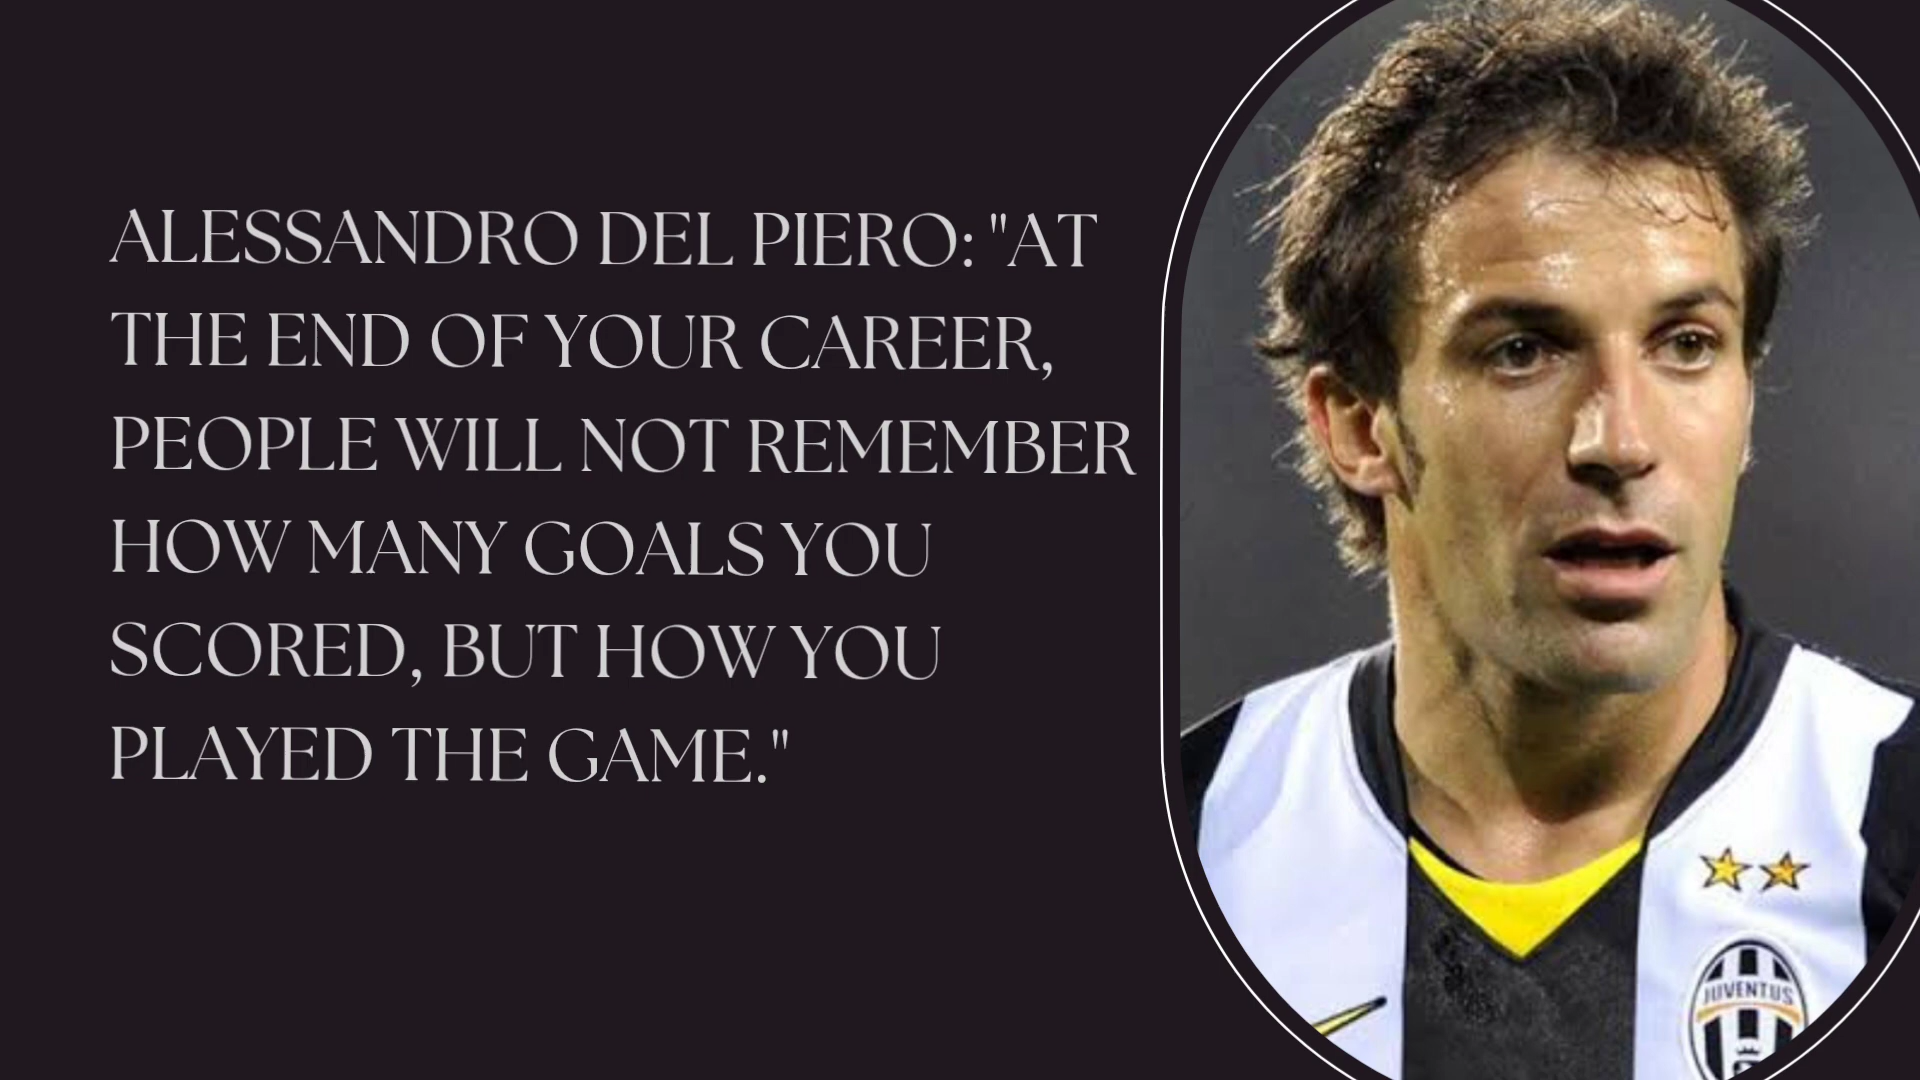 ALESSANDRO DEL PIERO: "AT
THE END OF YOUR CAREER,
PEOPLE WILL NOT REMEMBER
HOW MANY GOALS YOU
SCORED, BUT HOW YOU
PLAYED THE GAME."
JUVENTUS